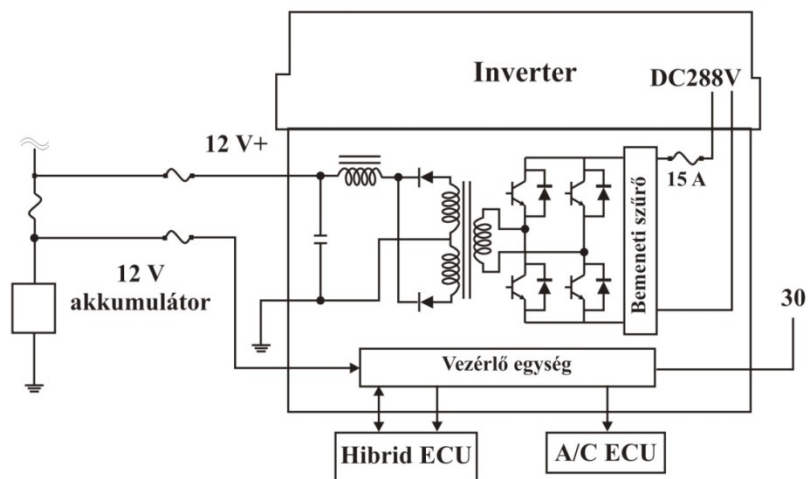 Inverter
DC288V
12 V+
15 A
Bemeneti szűrő
12 V
akkumulátor
30
Vezérlő egység
Hibrid ECU
A/C ECU